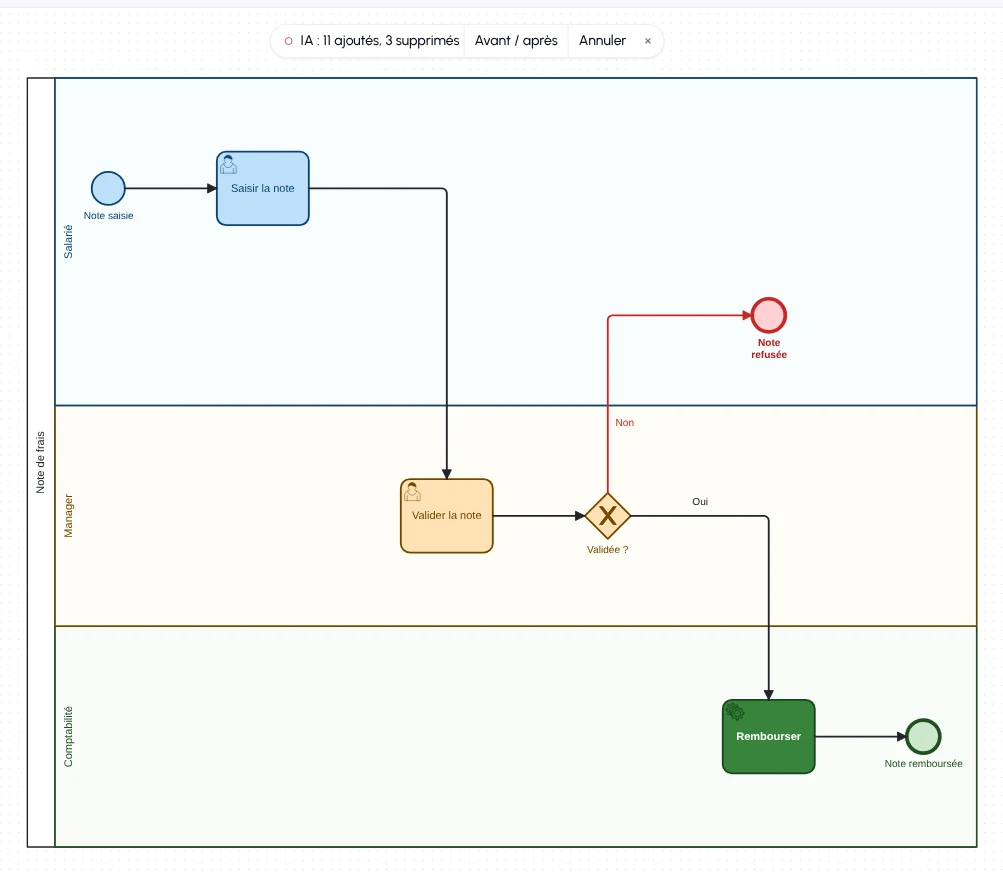 IA : 11 ajoutés, 3 supprimés
Avant / après
Annuler
×
Note de frais
Salarié
Note saisie
Saisir la note
Note
refusée
Non
Manager
Valider la note
Validée ?
Oui
Comptabilité
Rembourser
Note remboursée